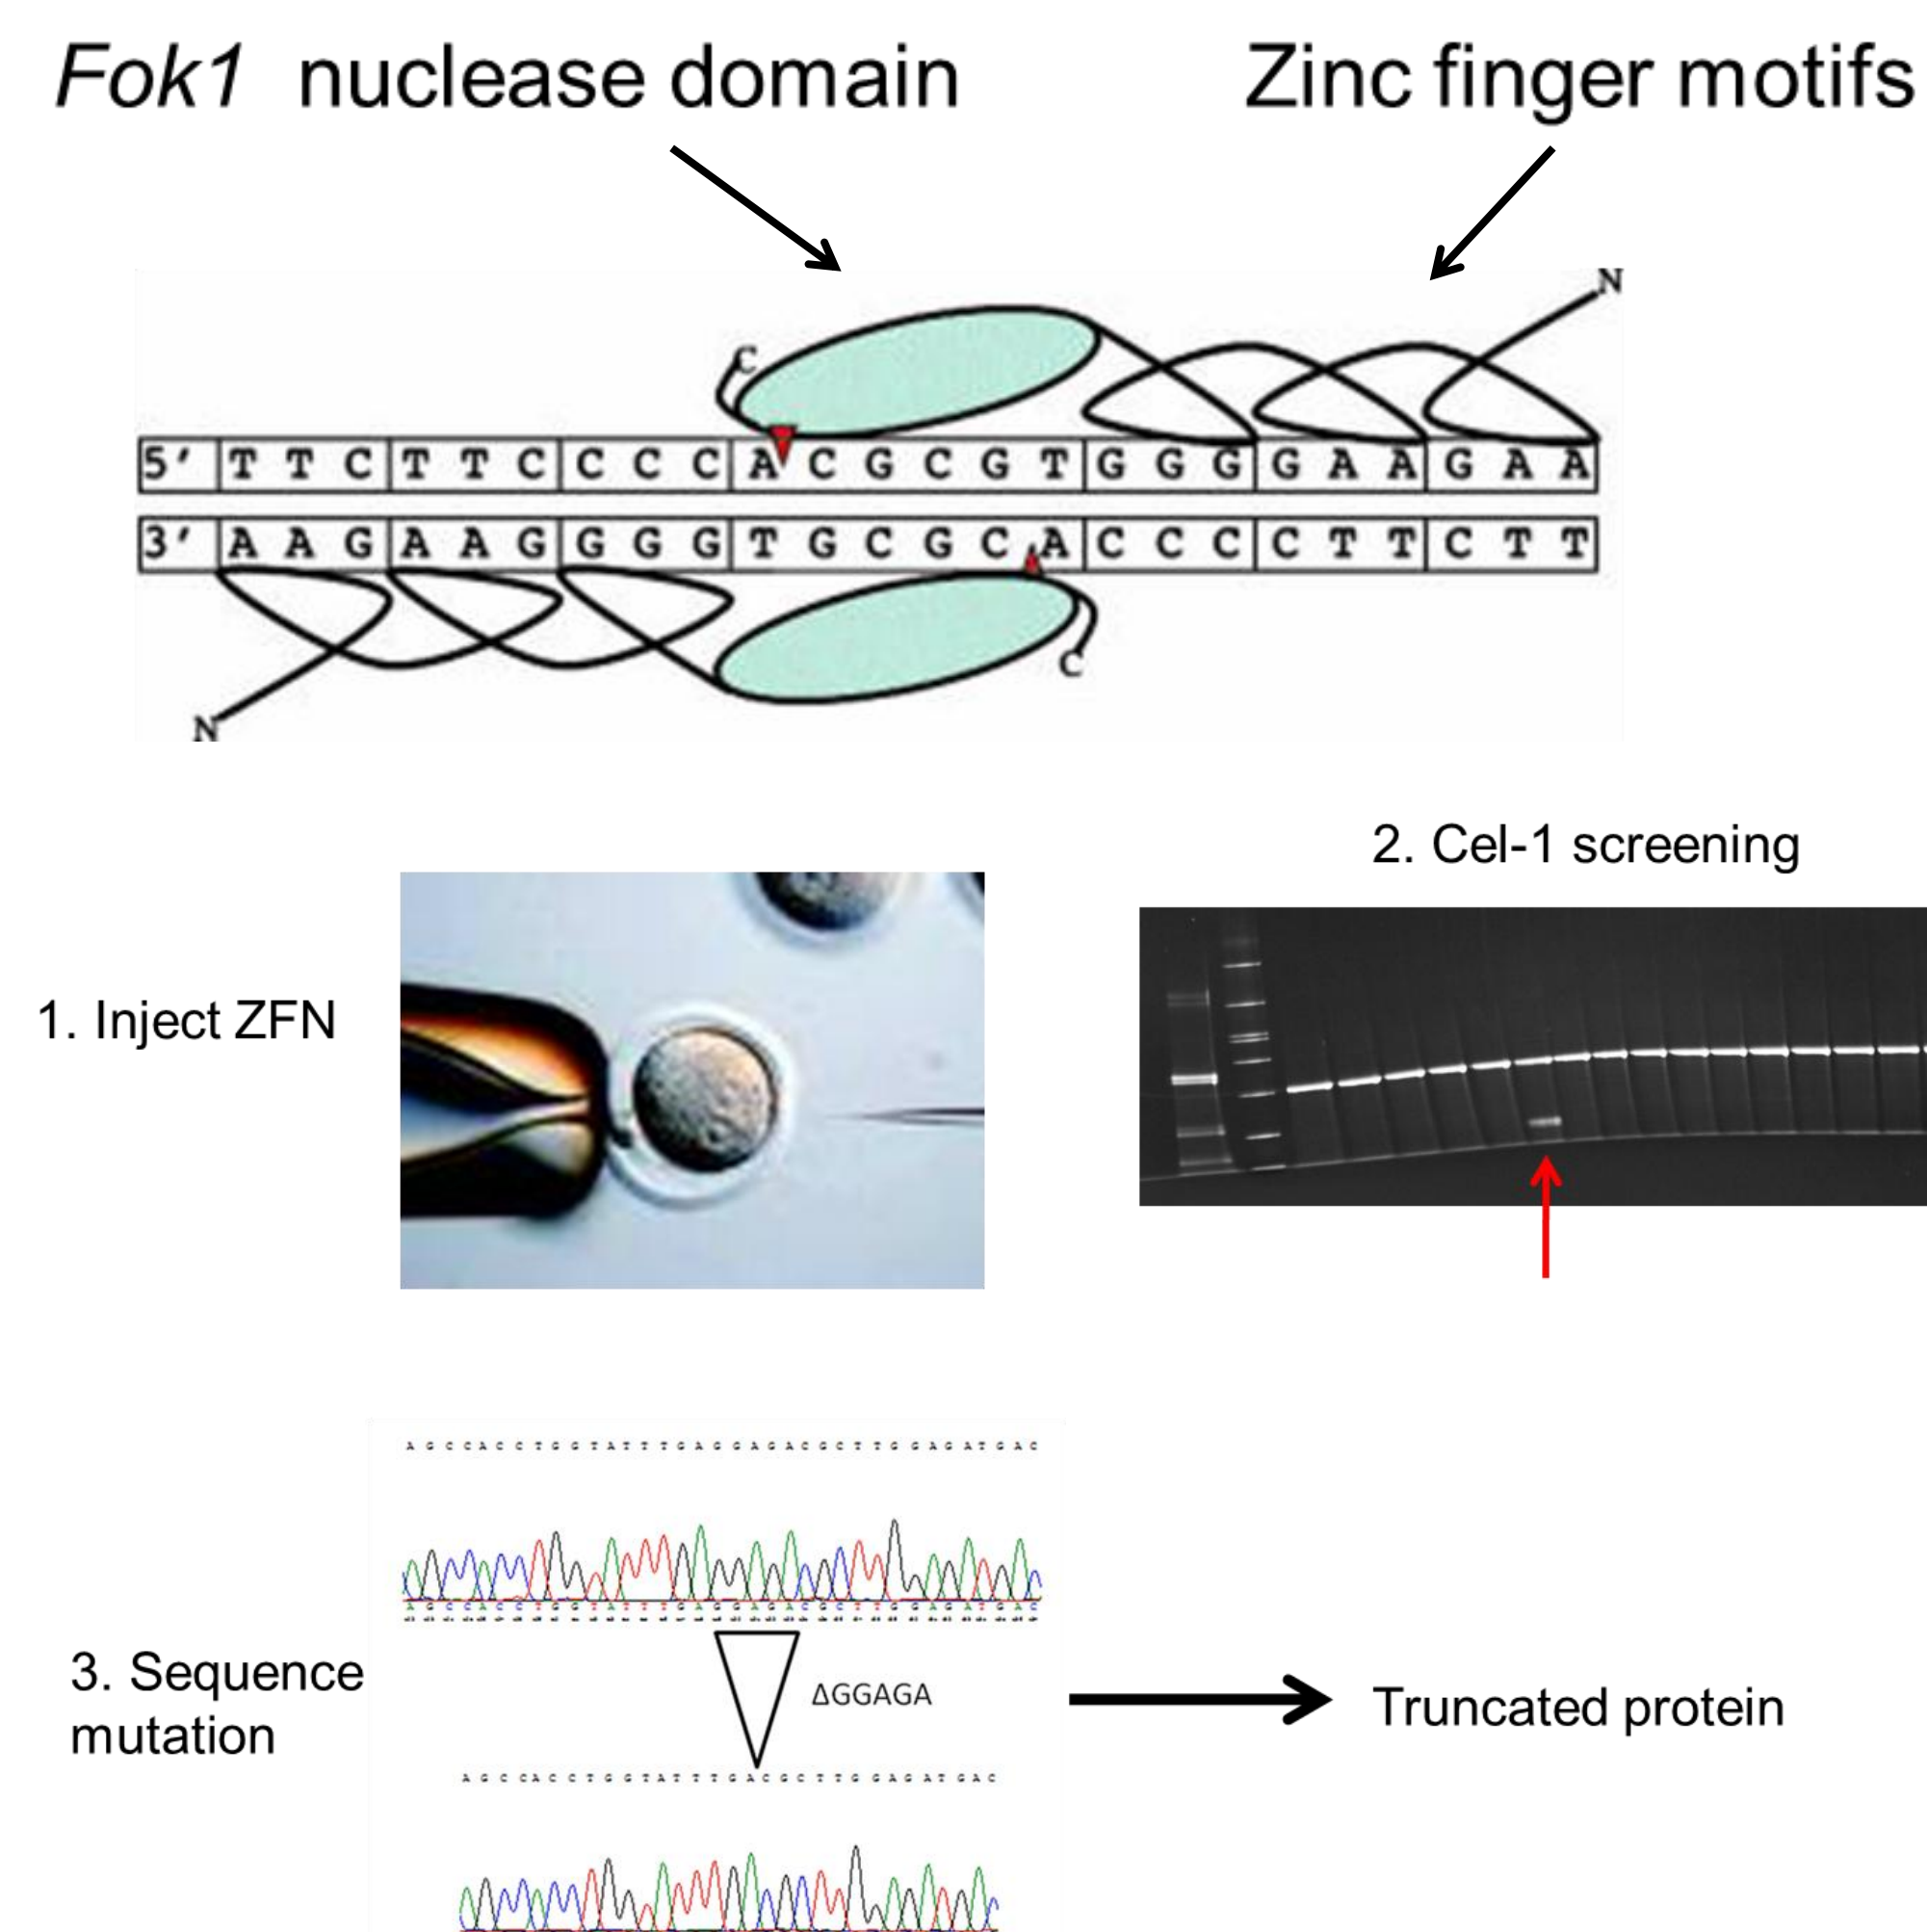 Fok1 nuclease domain
Zinc finger motifs
N
C
5′ T T C T T C C C C A C G C G T G G G G A A G A A
3′ A A G A A G G G G T G C G C A C C C C T T C T T
C
N
2. Cel-1 screening
1. Inject ZFN
A G C C A C C T G G T A T T T G A G G A G A C G C T T G G A G A T G A C
3. Sequence
mutation
ΔGGAGA
Truncated protein
A G C C A C C T G G T A T T T G A C G C T T G G A G A T G A C